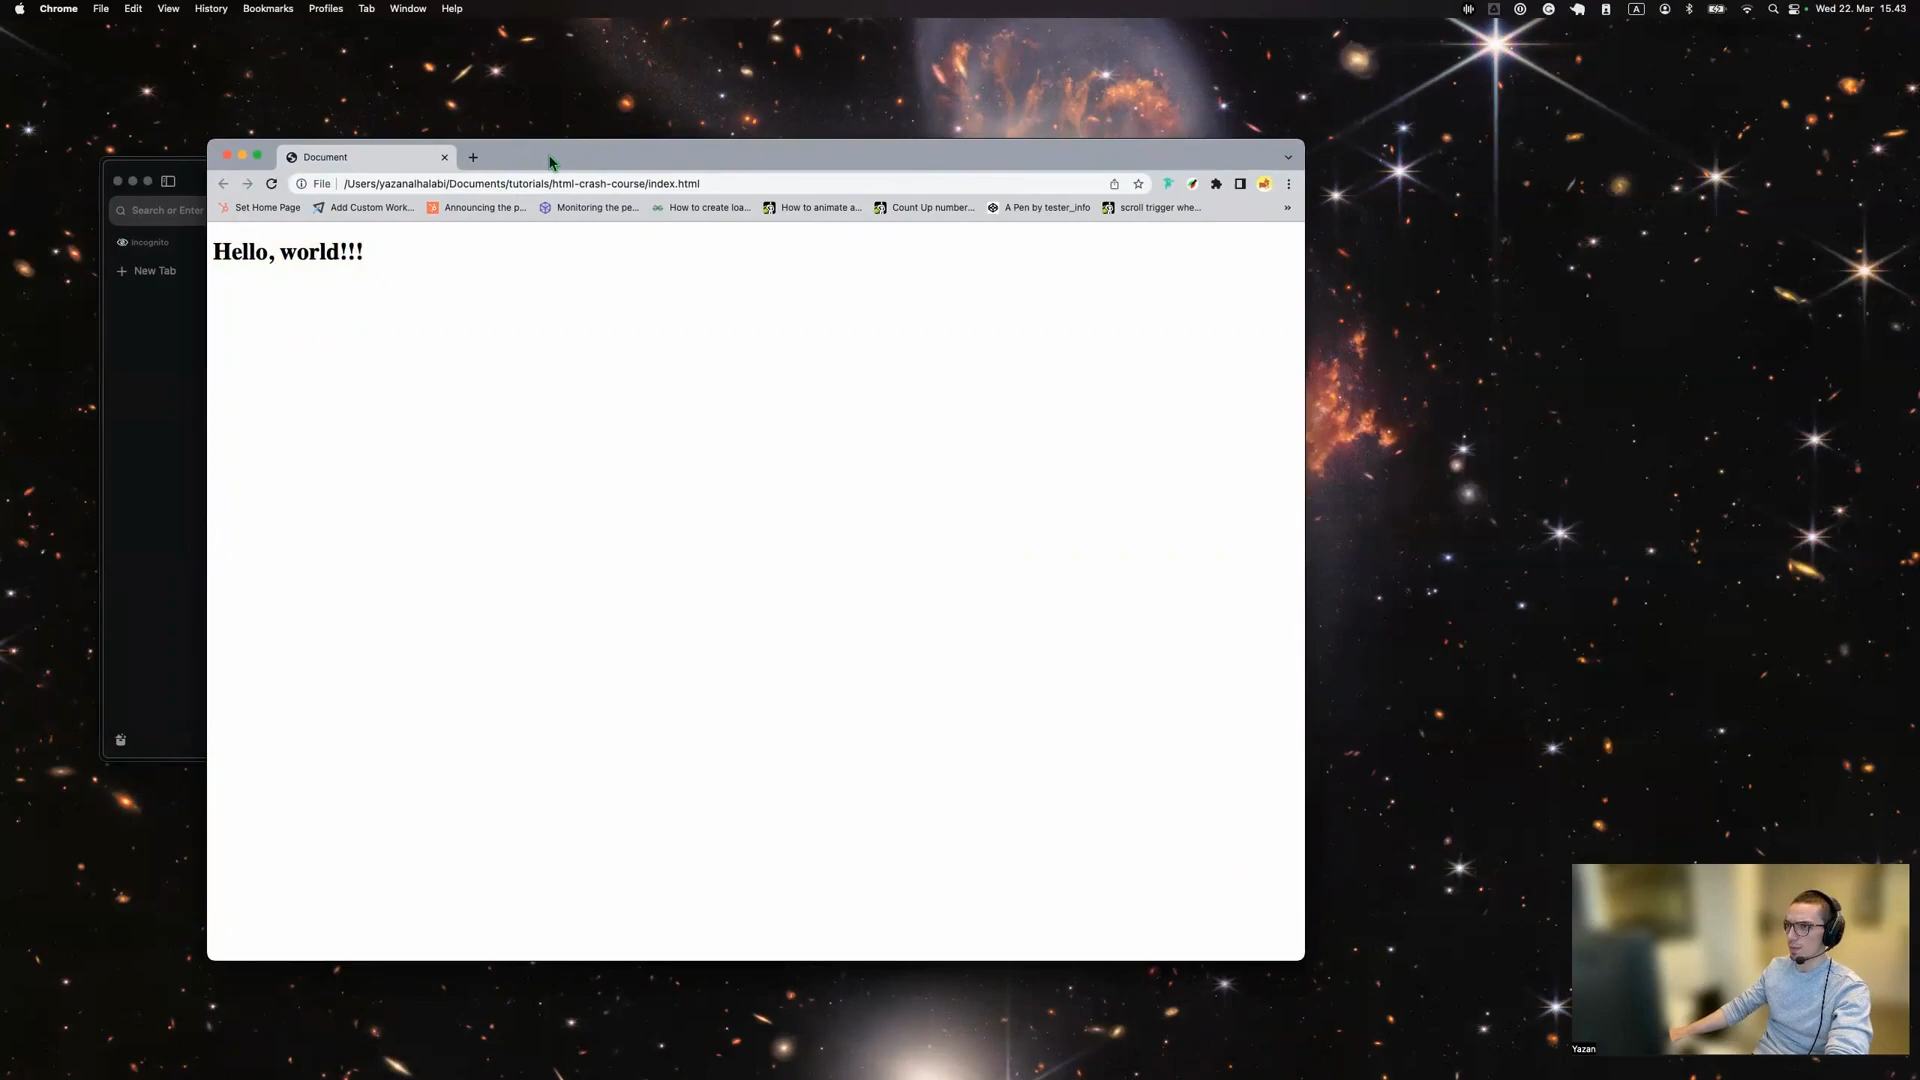 Chrome File Edit View History Bookmarks Profiles Tab Window Help
A Wed 22. Mar 15.43
Document
File /Users/yazanalhalabi/Documents/tutorials/html-crash-course/index.html
Set Home Page Add Custom Work... Announcing the p... Monitoring the pe... How to create loa... How to animate a... Count Up number... A Pen by tester_info scroll trigger whe... »
Search or Enter
Incognito
New Tab
Hello, world!!!
Yazan